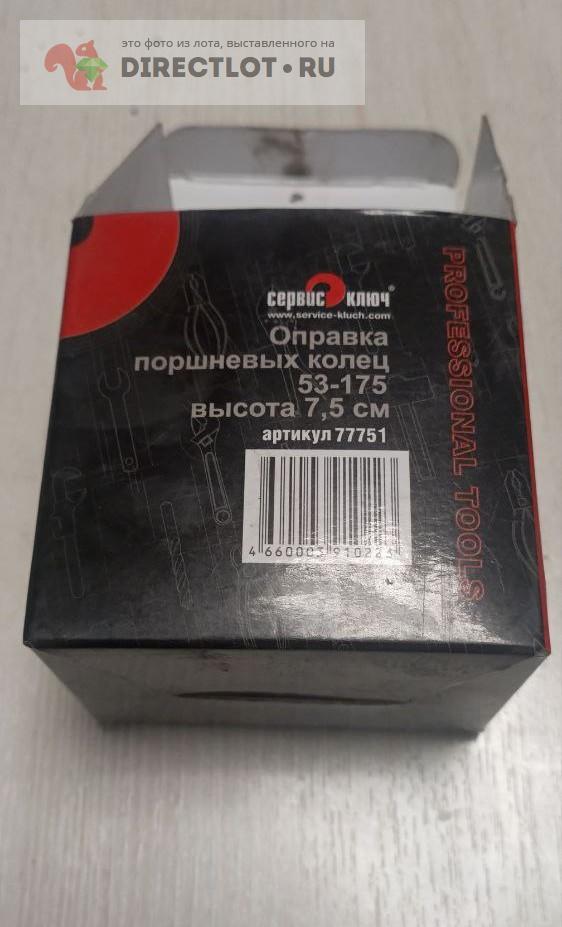 это фото из лота, выставленного на
DIRECTLOT.RU
сервис ключ®
www.service-kluch.com
Оправка
поршневых колец
53-175
высота 7,5 см
артикул 77751
PROFESSIONAL TOOLS